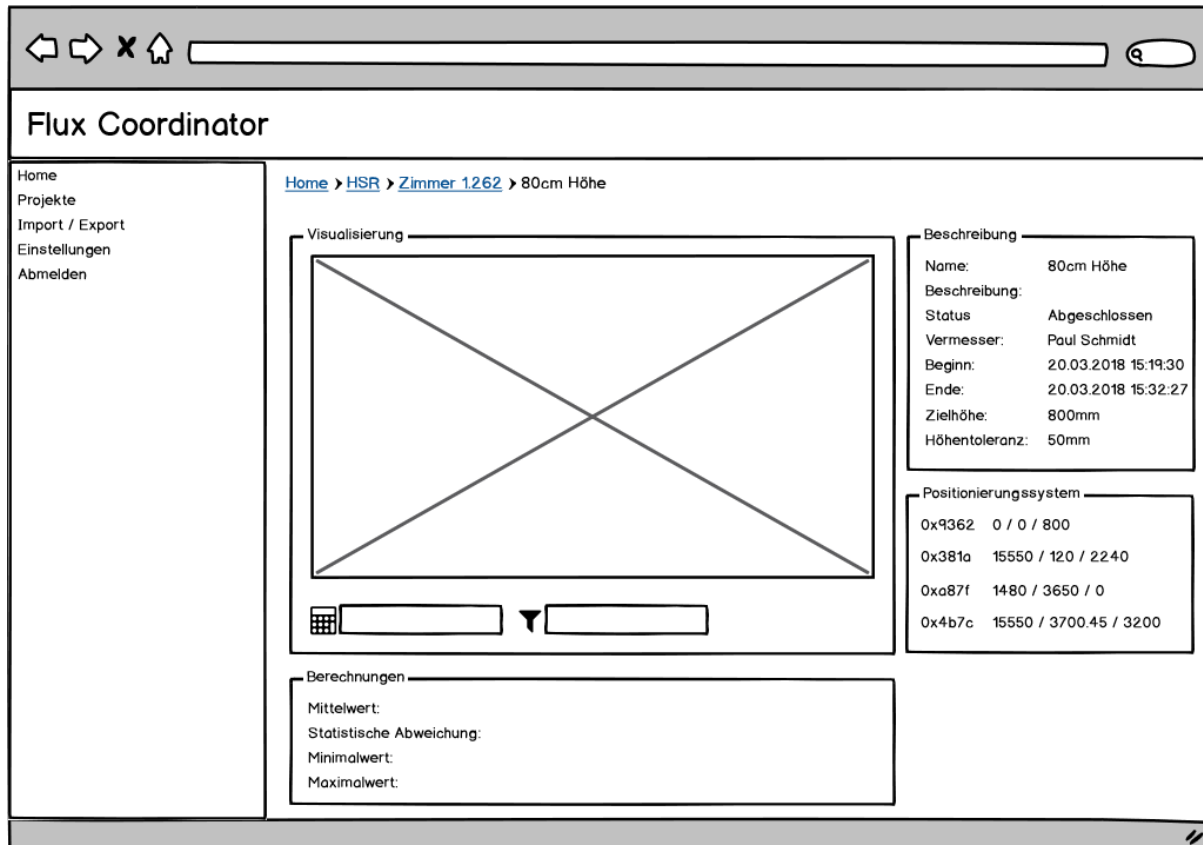 Flux Coordinator
Home
Projekte
Import / Export
Einstellungen
Abmelden
Home > HSR > Zimmer 1.262 > 80cm Höhe
Visualisierung
Berechnungen
Mittelwert:
Statistische Abweichung:
Minimalwert:
Maximalwert:
Beschreibung
Name: 80cm Höhe
Beschreibung:
Status Abgeschlossen
Vermesser: Paul Schmidt
Beginn: 20.03.2018 15:19:30
Ende: 20.03.2018 15:32:27
Zielhöhe: 800mm
Höhentoleranz: 50mm
Positionierungssystem
0x9362 0 / 0 / 800
0x381a 15550 / 120 / 2240
0xa87f 1480 / 3650 / 0
0x4b7c 15550 / 3700.45 / 3200